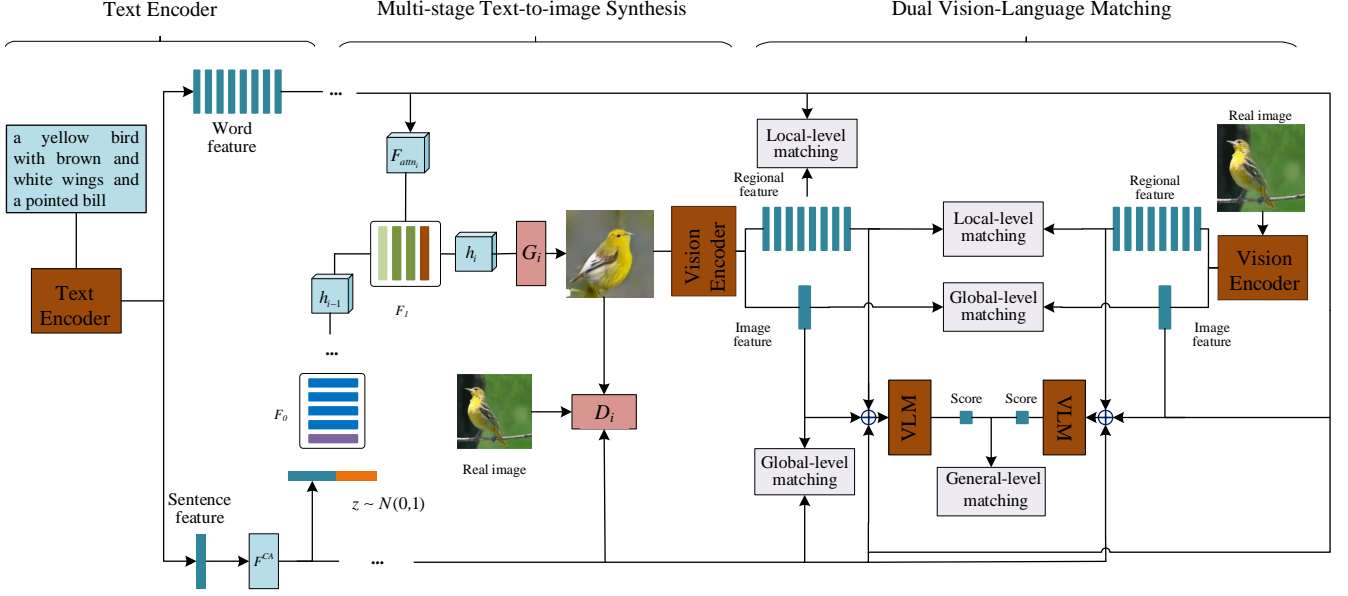 Text Encoder
Multi-stage Text-to-image Synthesis
Dual Vision-Language Matching
Word
feature
...
a yellow bird
with brown and
white wings and
a pointed bill
F_{attn_i}
Local-level
matching
Real image
Regional
feature
Regional
feature
Local-level
matching
Vision
Encoder
h_i
G_i
Vision
Encoder
Text
Encoder
h_{i-1}
F_1
Global-level
matching
Image
feature
Image
feature
...
F_0
D_i
VLM
Score
Score
VLM
Real image
Global-level
matching
General-level
matching
z ~ N(0,1)
Sentence
feature
F^{CA}
...